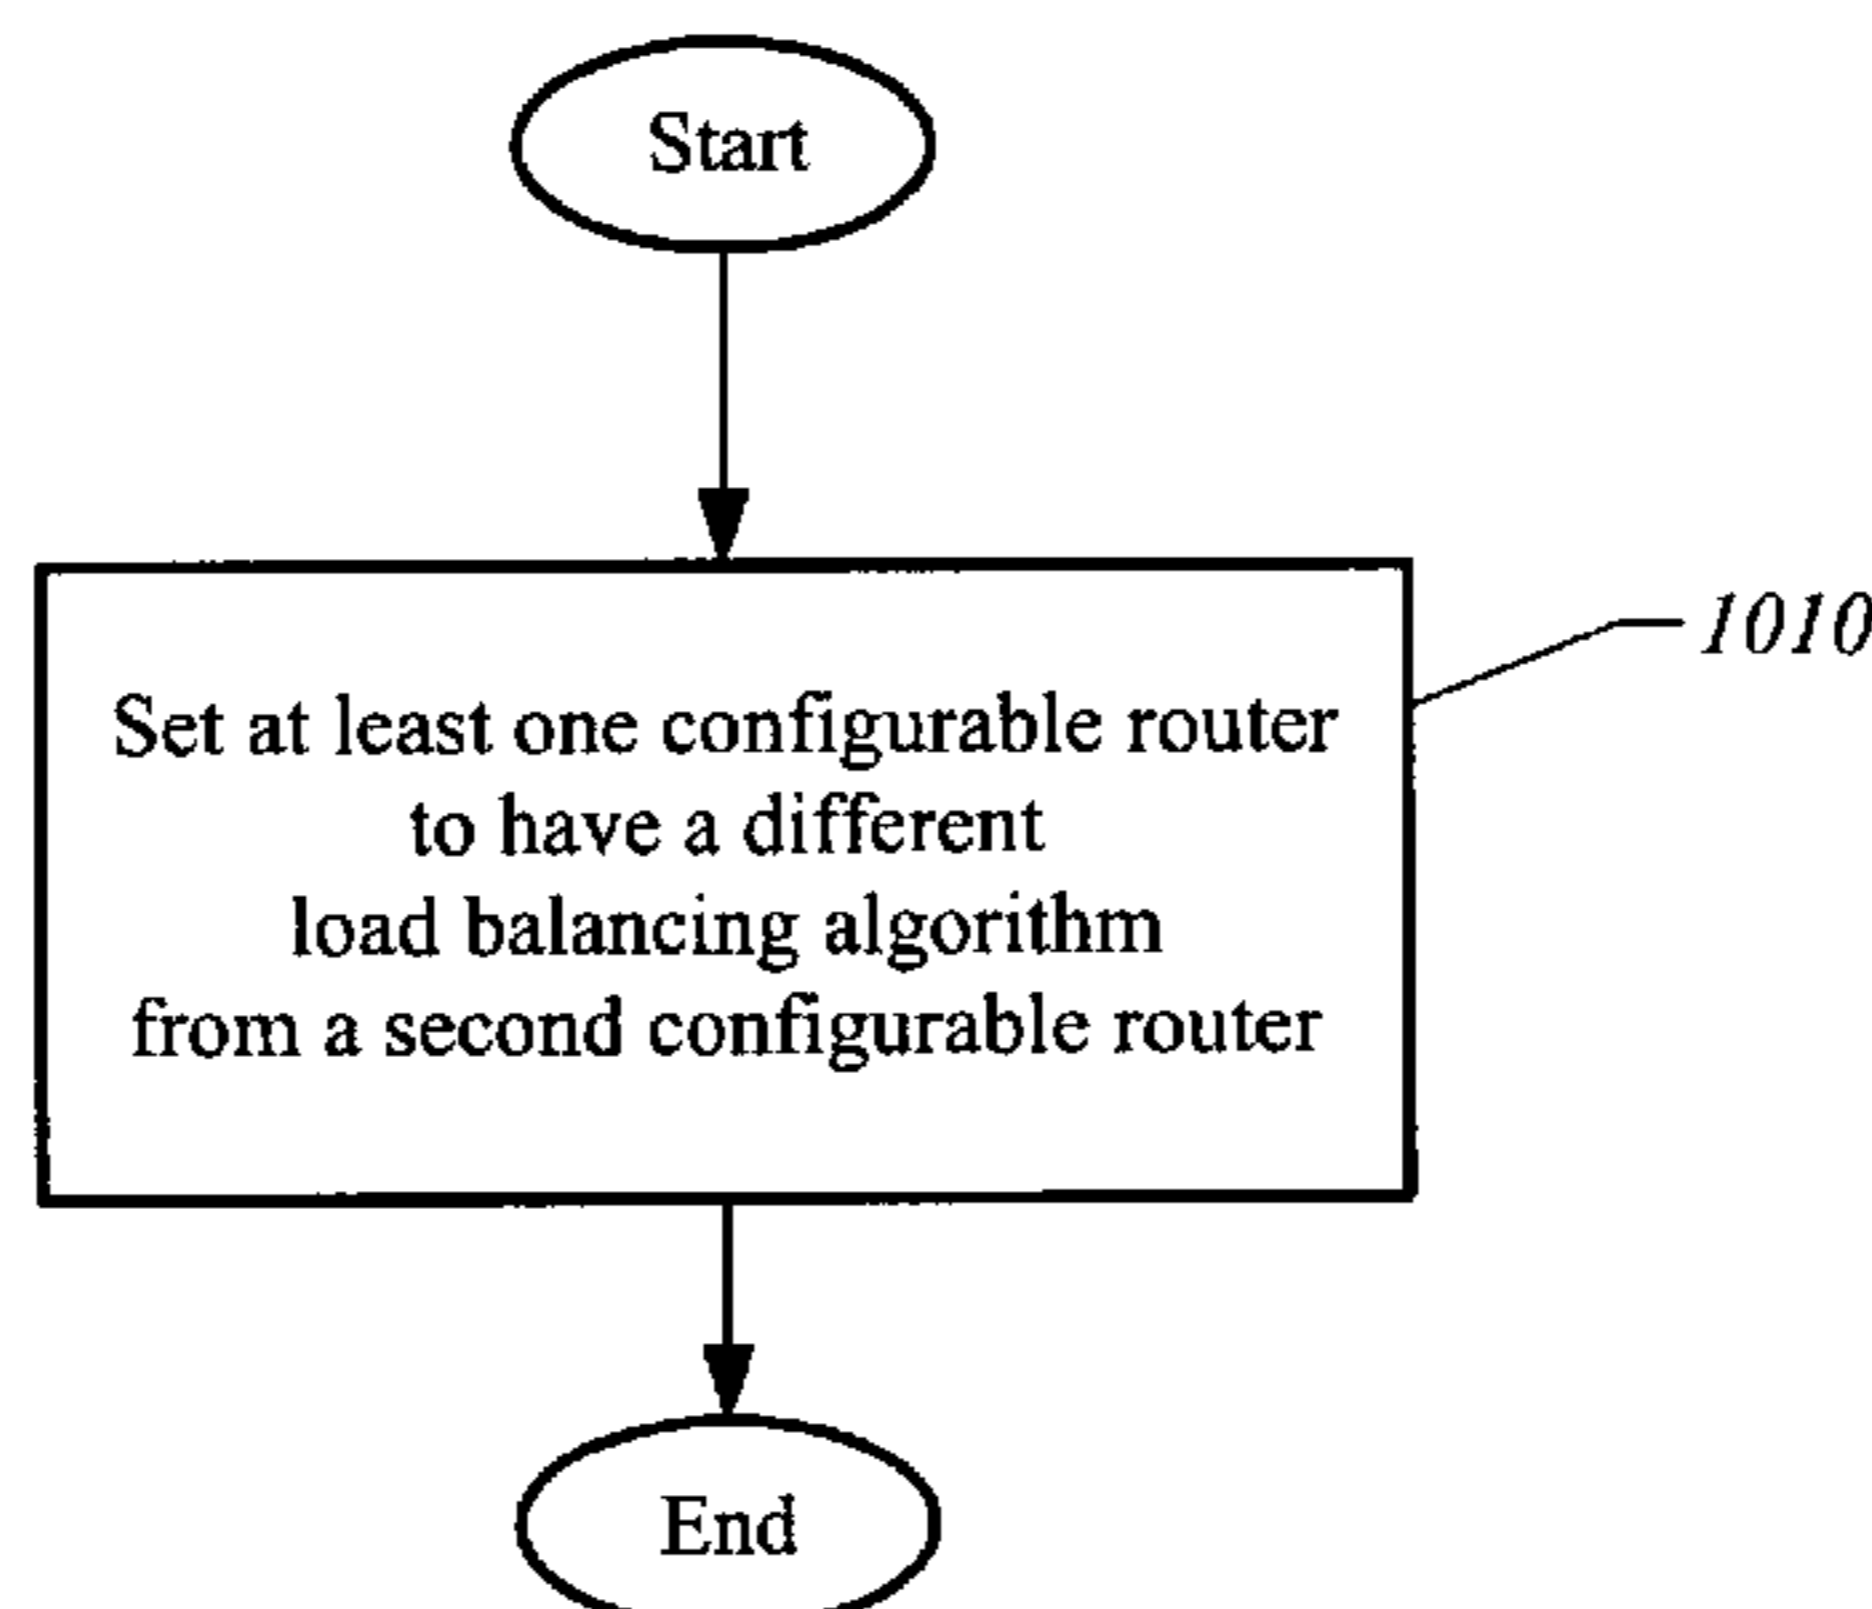 Start
1010
Set at least one configurable router
to have a different
load balancing algorithm
from a second configurable router
End